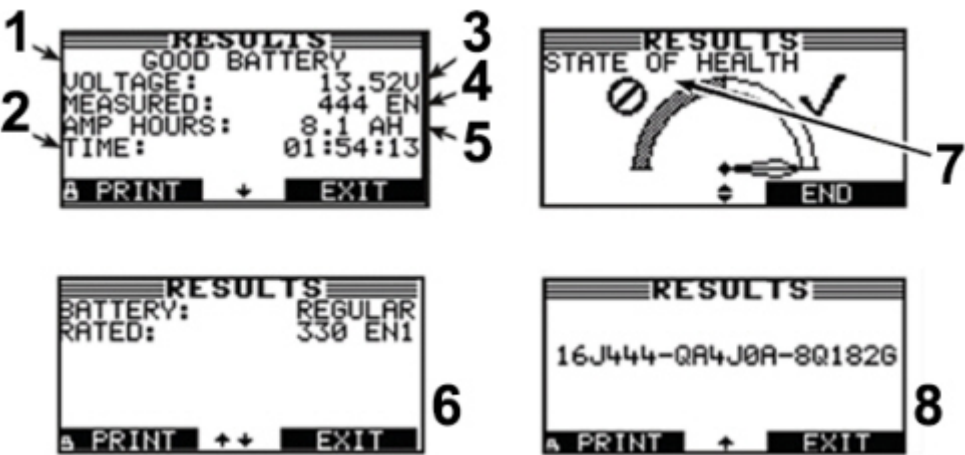 1
2
3
4
5
RESULTS
GOOD BATTERY
VOLTAGE: 13.52V
MEASURED: 444 EN
AMP HOURS: 8.1 AH
TIME: 01:54:13
PRINT EXIT
RESULTS
STATE OF HEALTH
7
END
RESULTS
BATTERY: REGULAR
RATED: 330 EN1
6
PRINT EXIT
RESULTS
16J444-QA4J0A-8Q182G
8
PRINT EXIT